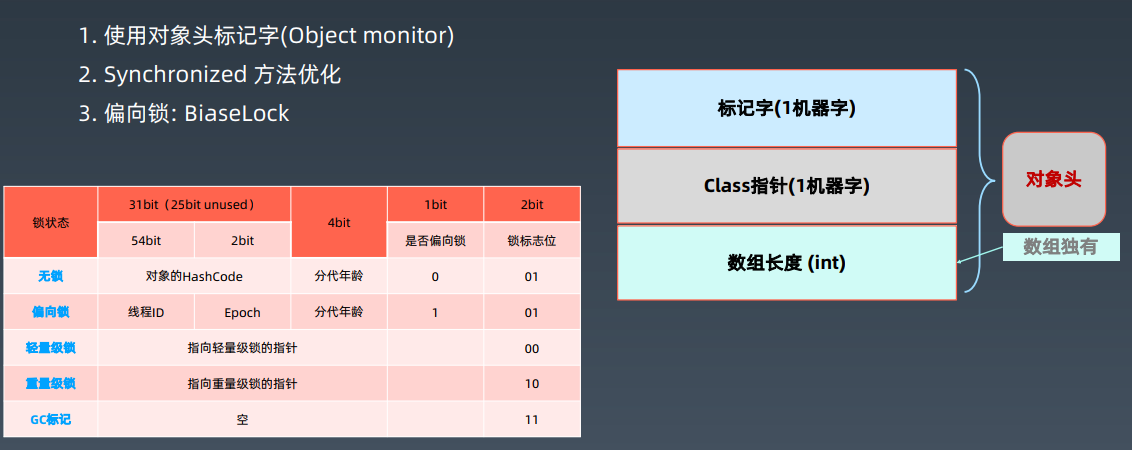 1. 使用对象头标记字(Object monitor)
2. Synchronized 方法优化
3. 偏向锁: BiaseLock
标记字(1机器字)
Class指针(1机器字)
数组长度 (int)
对象头
数组独有
锁状态 31bit（25bit unused） 4bit 1bit 2bit
54bit 2bit 是否偏向锁 锁标志位
无锁 对象的HashCode 分代年龄 0 01
偏向锁 线程ID Epoch 分代年龄 1 01
轻量级锁 指向轻量级锁的指针 00
重量级锁 指向重量级锁的指针 10
GC标记 空 11